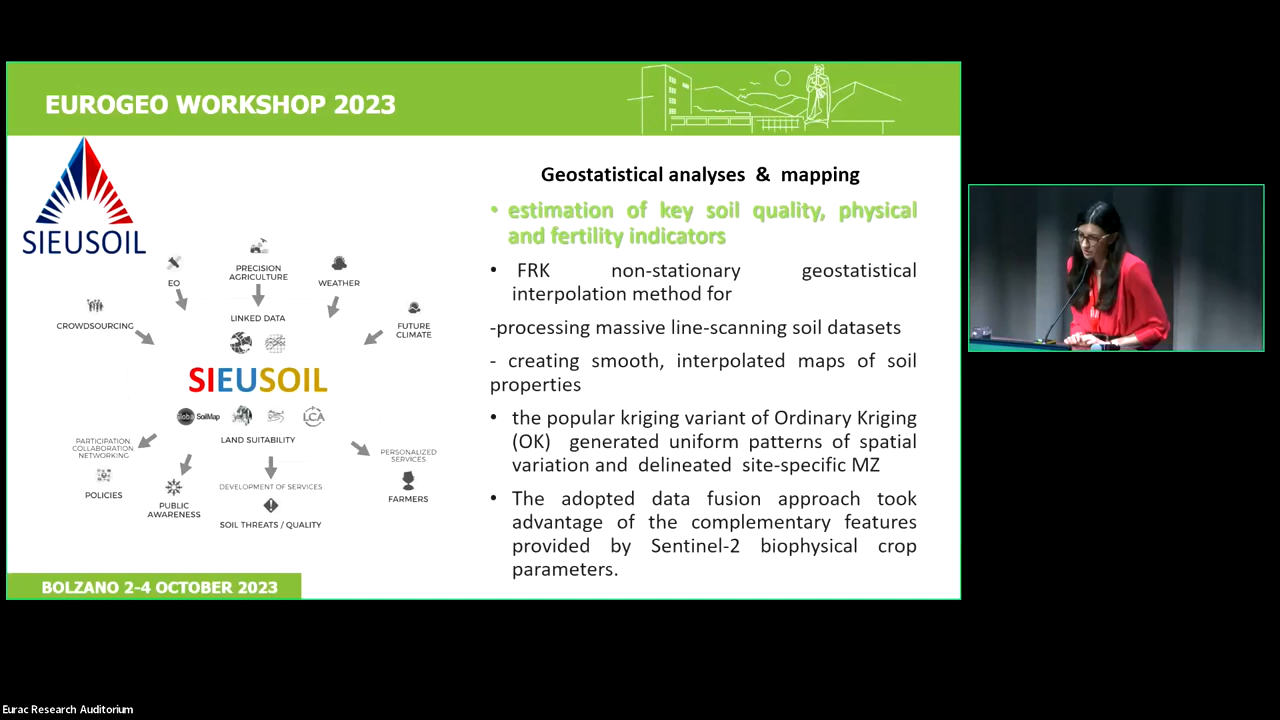 EUROGEO WORKSHOP 2023
SIEUSOIL
EO
PRECISION
AGRICULTURE
WEATHER
CROWDSOURCING
LINKED DATA
FUTURE
CLIMATE
SIEUSOIL
Global SoilMap
LCA
LAND SUITABILITY
PARTICIPATION
COLLABORATION
NETWORKING
PERSONALIZED
SERVICES
POLICIES
PUBLIC
AWARENESS
DEVELOPMENT OF SERVICES
FARMERS
SOIL THREATS / QUALITY
Geostatistical analyses & mapping
• estimation of key soil quality, physical
and fertility indicators
• FRK non-stationary geostatistical
interpolation method for
-processing massive line-scanning soil datasets
- creating smooth, interpolated maps of soil
properties
• the popular kriging variant of Ordinary Kriging
(OK) generated uniform patterns of spatial
variation and delineated site-specific MZ
• The adopted data fusion approach took
advantage of the complementary features
provided by Sentinel-2 biophysical crop
parameters.
BOLZANO 2-4 OCTOBER 2023
Eurac Research Auditorium